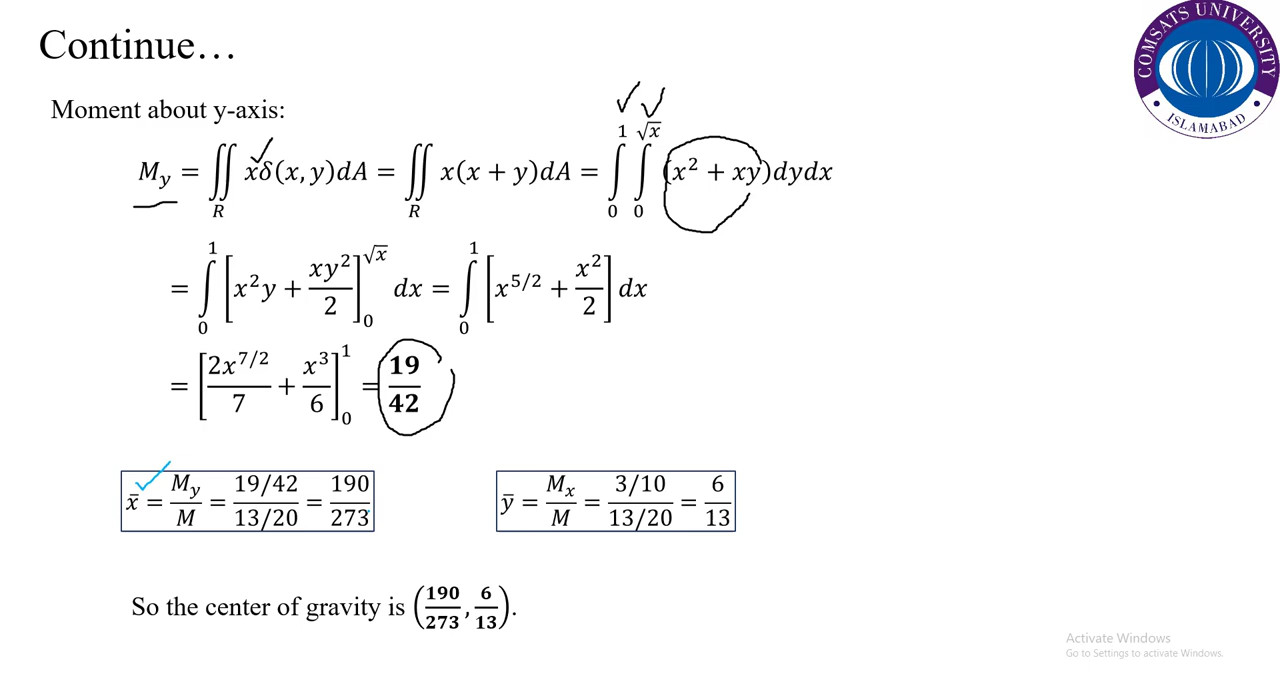 Continue…
COMSATS UNIVERSITY
ISLAMABAD
Moment about y-axis:
M_y = ∬_R xδ(x, y)dA = ∬_R x(x + y)dA = ∫_0^1 ∫_0^√x (x² + xy)dydx
= ∫_0^1 [x²y + xy²/2]_0^√x dx = ∫_0^1 [x^{5/2} + x²/2] dx
= [2x^{7/2}/7 + x³/6]_0^1 = 19/42
x̄ = M_y/M = (19/42)/(13/20) = 190/273
ȳ = M_x/M = (3/10)/(13/20) = 6/13
So the center of gravity is (190/273, 6/13).
Activate Windows
Go to Settings to activate Windows.